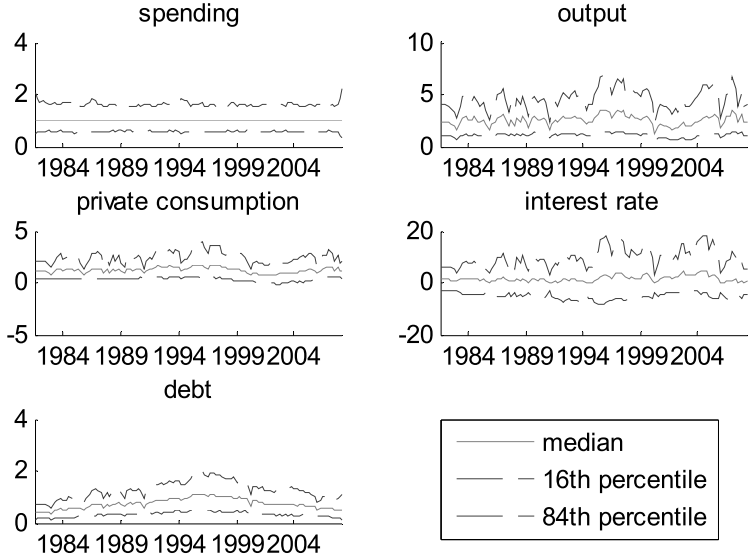 spending
4
2
0
1984 1989 1994 1999 2004
output
10
5
0
1984 1989 1994 1999 2004
private consumption
5
0
-5
1984 1989 1994 1999 2004
interest rate
20
0
-20
1984 1989 1994 1999 2004
debt
4
2
0
1984 1989 1994 1999 2004
median
16th percentile
84th percentile